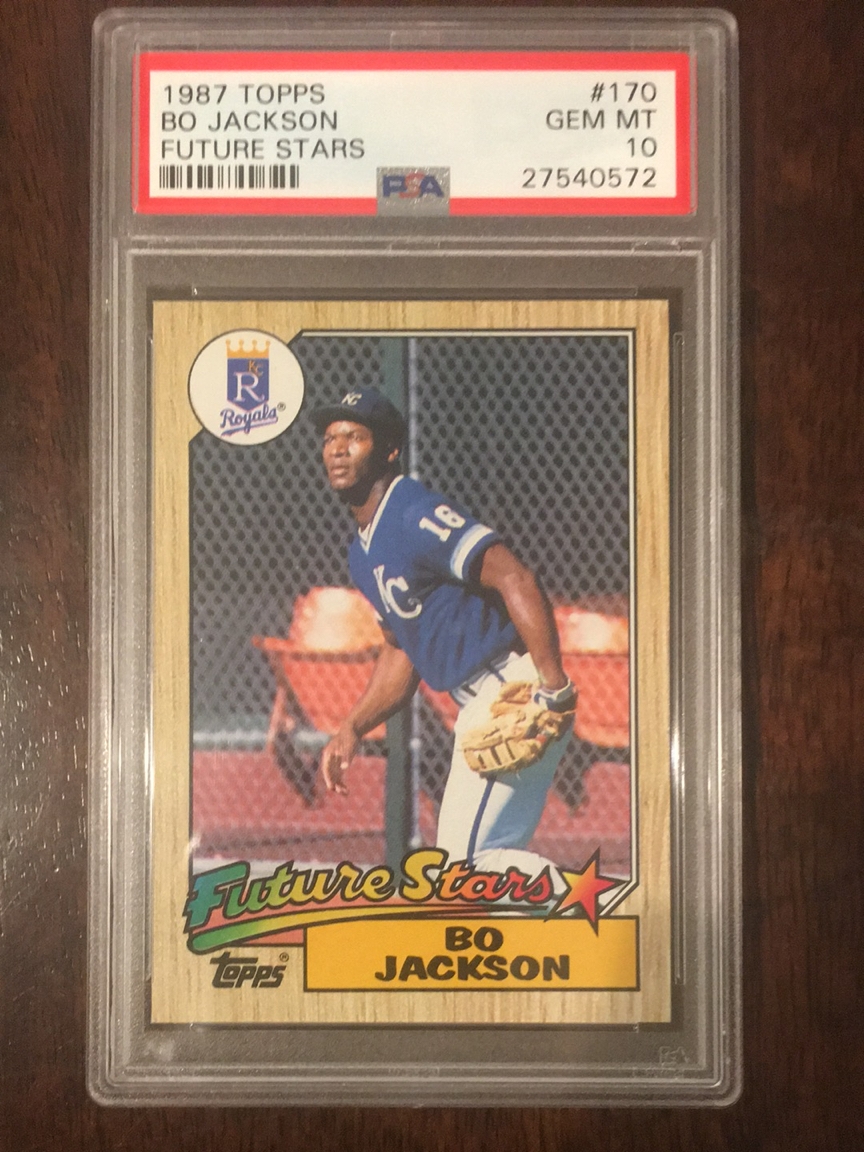 1987 TOPPS #170
BO JACKSON GEM MT
FUTURE STARS 10
27540572
PSA
KC
R
Royals®
KC
16
KC
Future Stars
topps®
BO
JACKSON